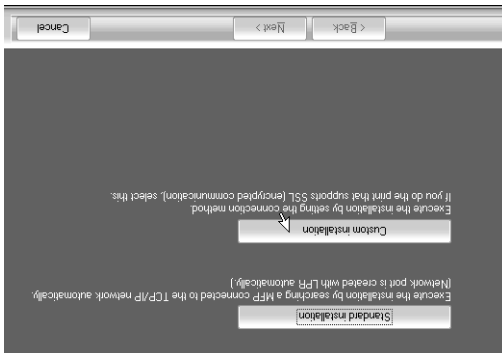 Standard installation
Execute the installation by searching a MFP connected to the TCP/IP network automatically.
(Network port is created with LPR automatically.)
Custom installation
Execute the installation by setting the connection method.
If you do the print that supports SSL (encrypted communication), select this.
< Back
Next >
Cancel